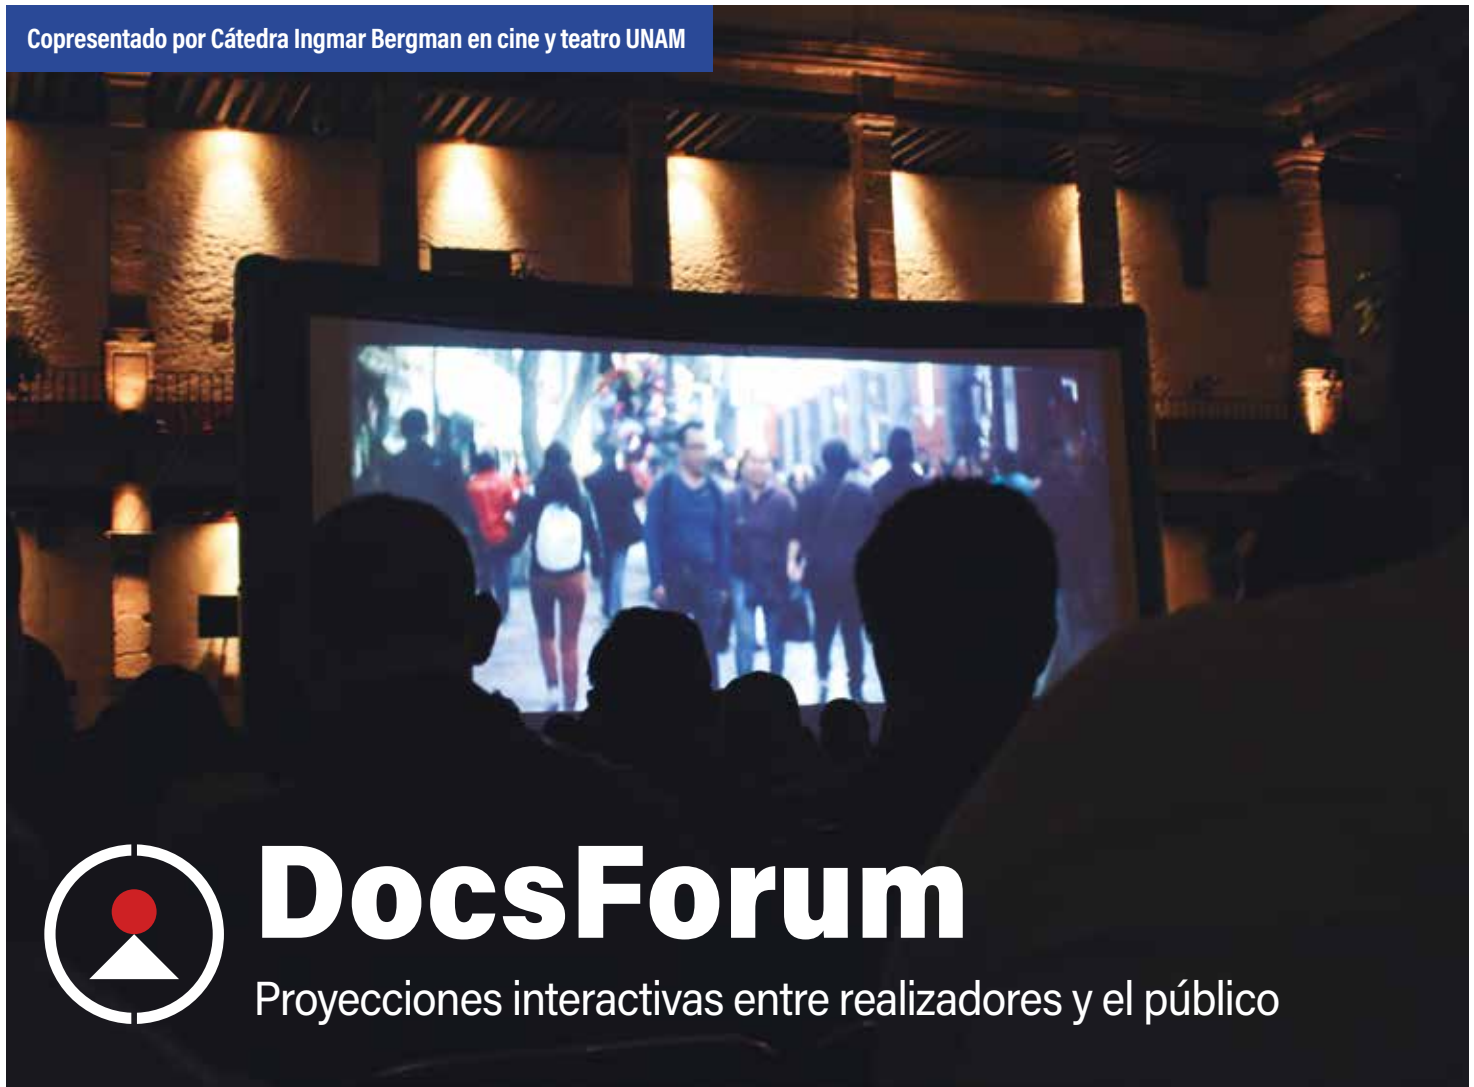 Copresentado por Cátedra Ingmar Bergman en cine y teatro UNAM
DocsForum
Proyecciones interactivas entre realizadores y el público